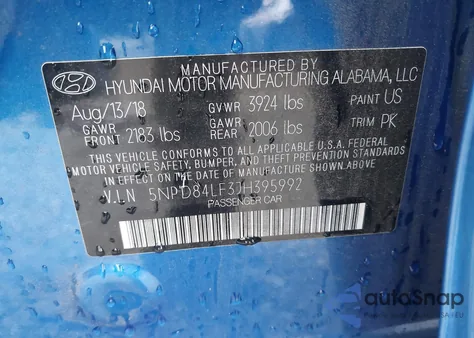 MANUFACTURED BY
HYUNDAI MOTOR MANUFACTURING ALABAMA, LLC
Aug/13/18 GVWR 3924 lbs PAINT US
GAWR FRONT 2183 lbs GAWR REAR 2006 lbs TRIM PK
THIS VEHICLE CONFORMS TO ALL APPLICABLE U.S. FEDERAL
MOTOR VEHICLE SAFETY, BUMPER, AND THEFT PREVENTION STANDARDS
IN EFFECT ON THE DATE OF MANUFACTURE SHOWN ABOVE
V.I.N 5NPD84LF3JH395992
PASSENGER CAR
autoSnap